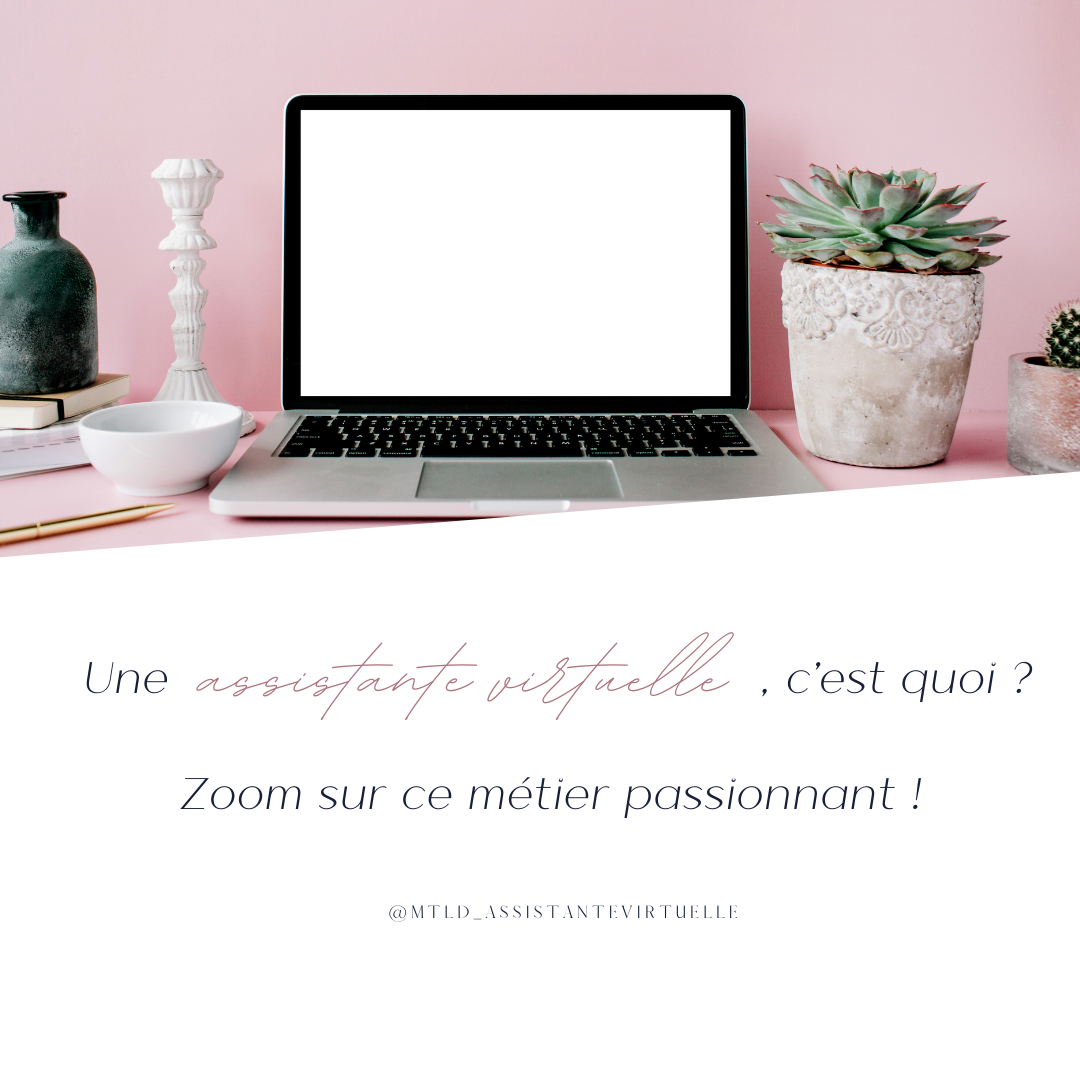 Une assistante virtuelle , c’est quoi ?
Zoom sur ce métier passionnant !
@MTLD_ASSISTANTEVIRTUELLE